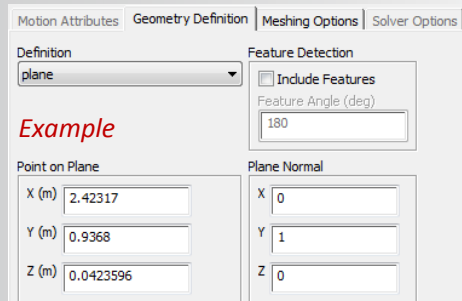 Motion Attributes Geometry Definition Meshing Options Solver Options
Definition
plane
Feature Detection
Include Features
Feature Angle (deg)
180
Example
Point on Plane
X (m) 2.42317
Y (m) 0.9368
Z (m) 0.0423596
Plane Normal
X 0
Y 1
Z 0